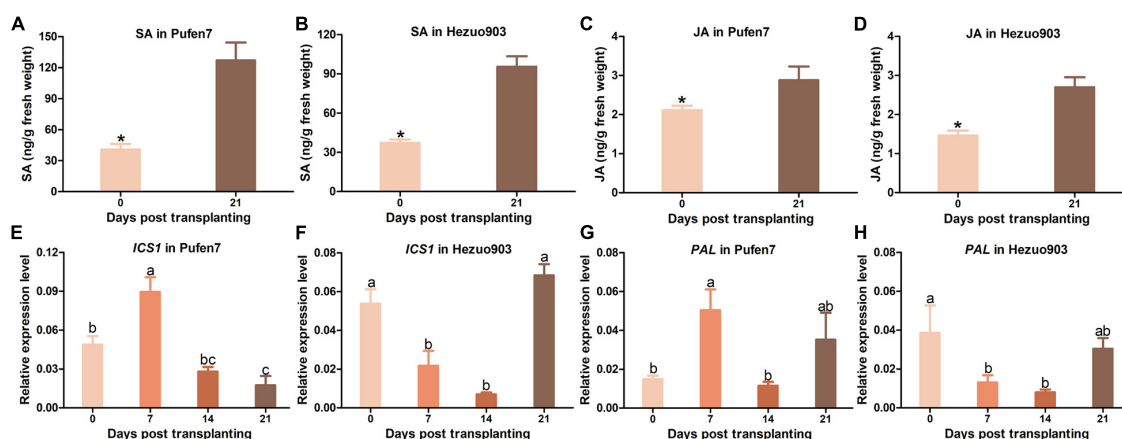 A
SA in Pufen7
SA (ng/g fresh weight)
150
120
90
60
30
0
*
0
21
Days post transplanting
B
SA in Hezuo903
SA (ng/g fresh weight)
120
90
60
30
0
*
0
21
Days post transplanting
C
JA in Pufen7
JA (ng/g fresh weight)
4
3
2
1
0
*
0
21
Days post transplanting
D
JA in Hezuo903
JA (ng/g fresh weight)
4
3
2
1
0
*
0
21
Days post transplanting
E
ICS1 in Pufen7
Relative expression level
0.12
0.09
0.06
0.03
0.00
b
a
bc
c
0
7
14
21
Days post transplanting
F
ICS1 in Hezuo903
Relative expression level
0.08
0.06
0.04
0.02
0.00
a
b
b
a
0
7
14
21
Days post transplanting
G
PAL in Pufen7
Relative expression level
0.08
0.06
0.04
0.02
0.00
b
a
b
ab
0
7
14
21
Days post transplanting
H
PAL in Hezuo903
Relative expression level
0.08
0.06
0.04
0.02
0.00
a
b
b
ab
0
7
14
21
Days post transplanting